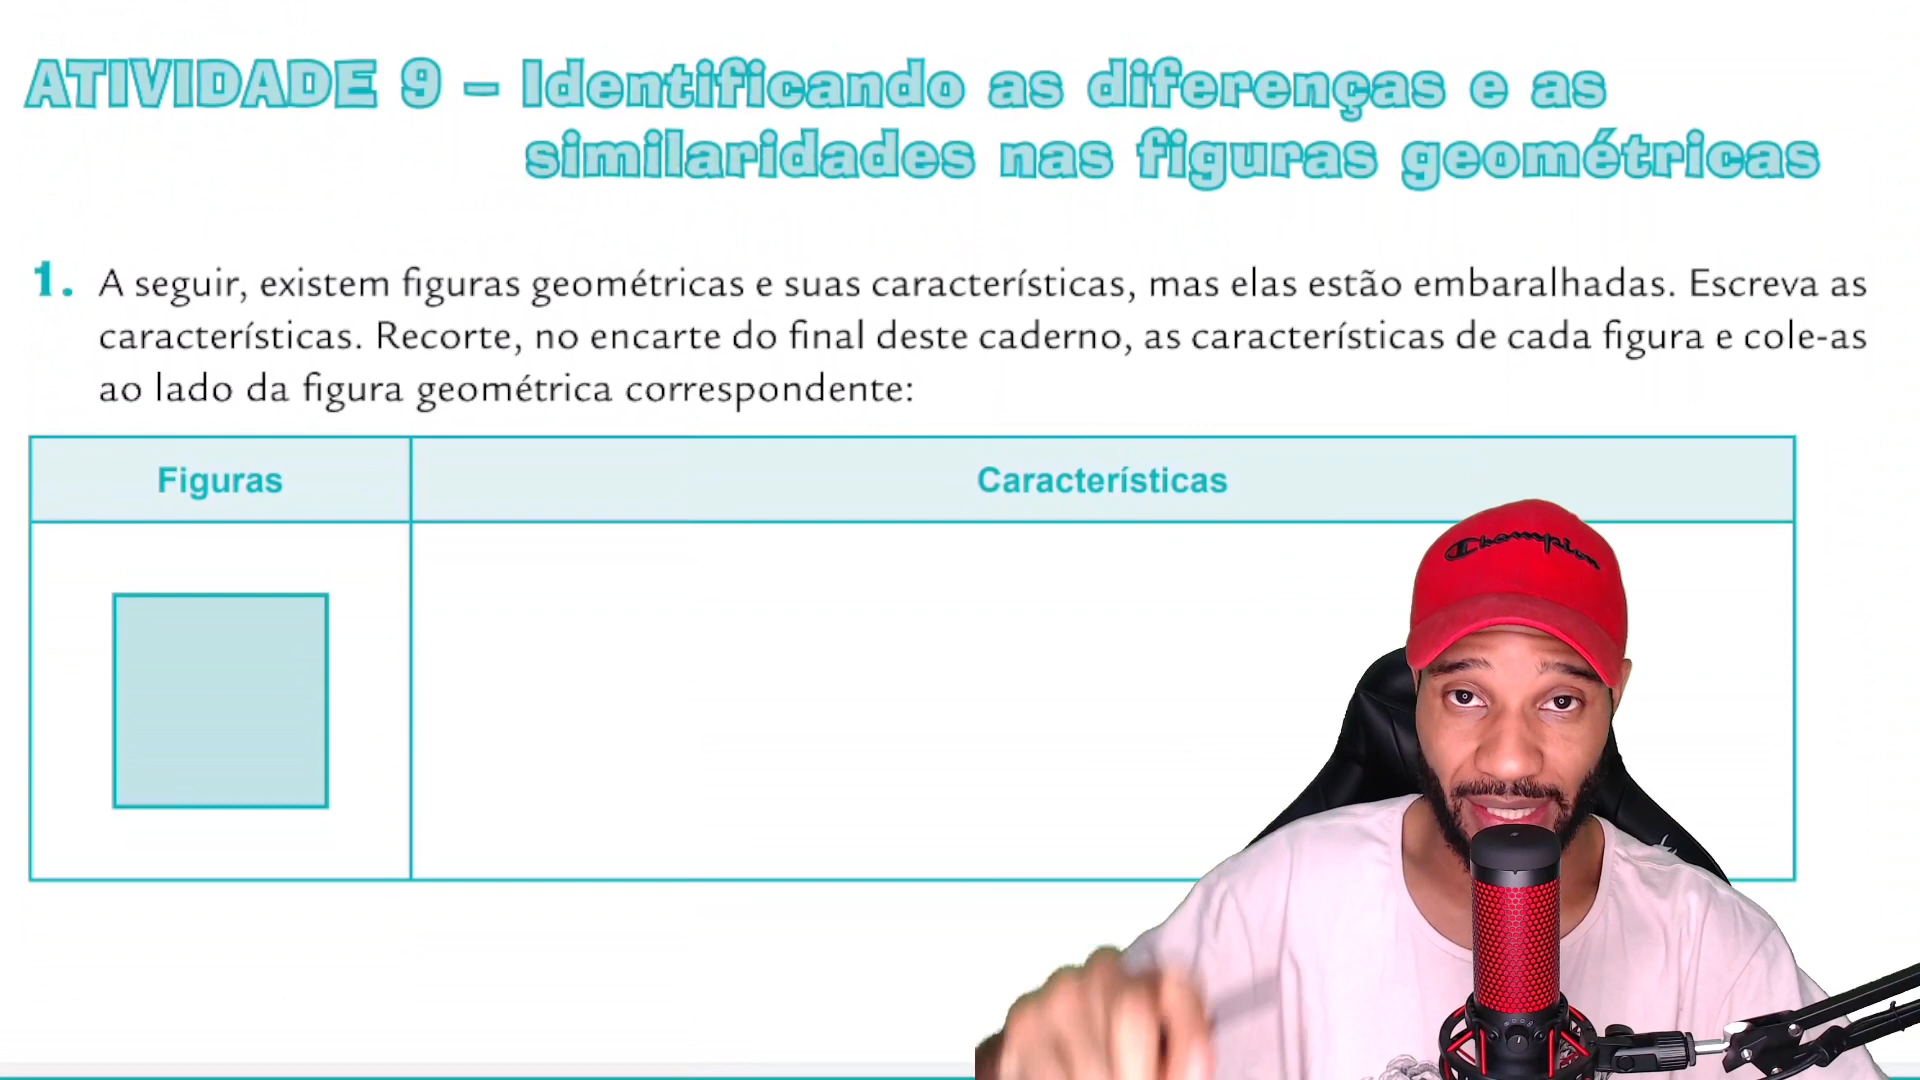 ATIVIDADE 9 – Identificando as diferenças e as
similaridades nas figuras geométricas
1. A seguir, existem figuras geométricas e suas características, mas elas estão embaralhadas. Escreva as
características. Recorte, no encarte do final deste caderno, as características de cada figura e cole-as
ao lado da figura geométrica correspondente:
Figuras
Características
Champion